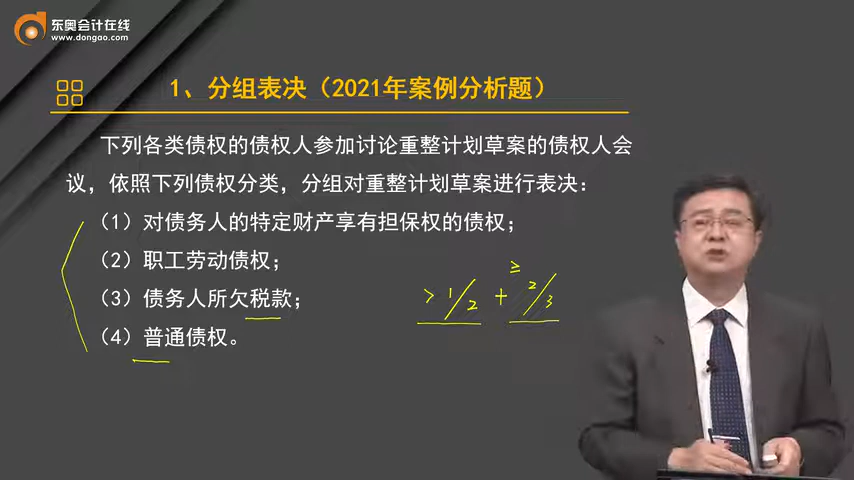 东奥会计在线
www.dongao.com
1、分组表决（2021年案例分析题）
下列各类债权的债权人参加讨论重整计划草案的债权人会
议，依照下列债权分类，分组对重整计划草案进行表决：
（1）对债务人的特定财产享有担保权的债权；
（2）职工劳动债权；
（3）债务人所欠税款；
（4）普通债权。
> 1/2 + ≥ 2/3